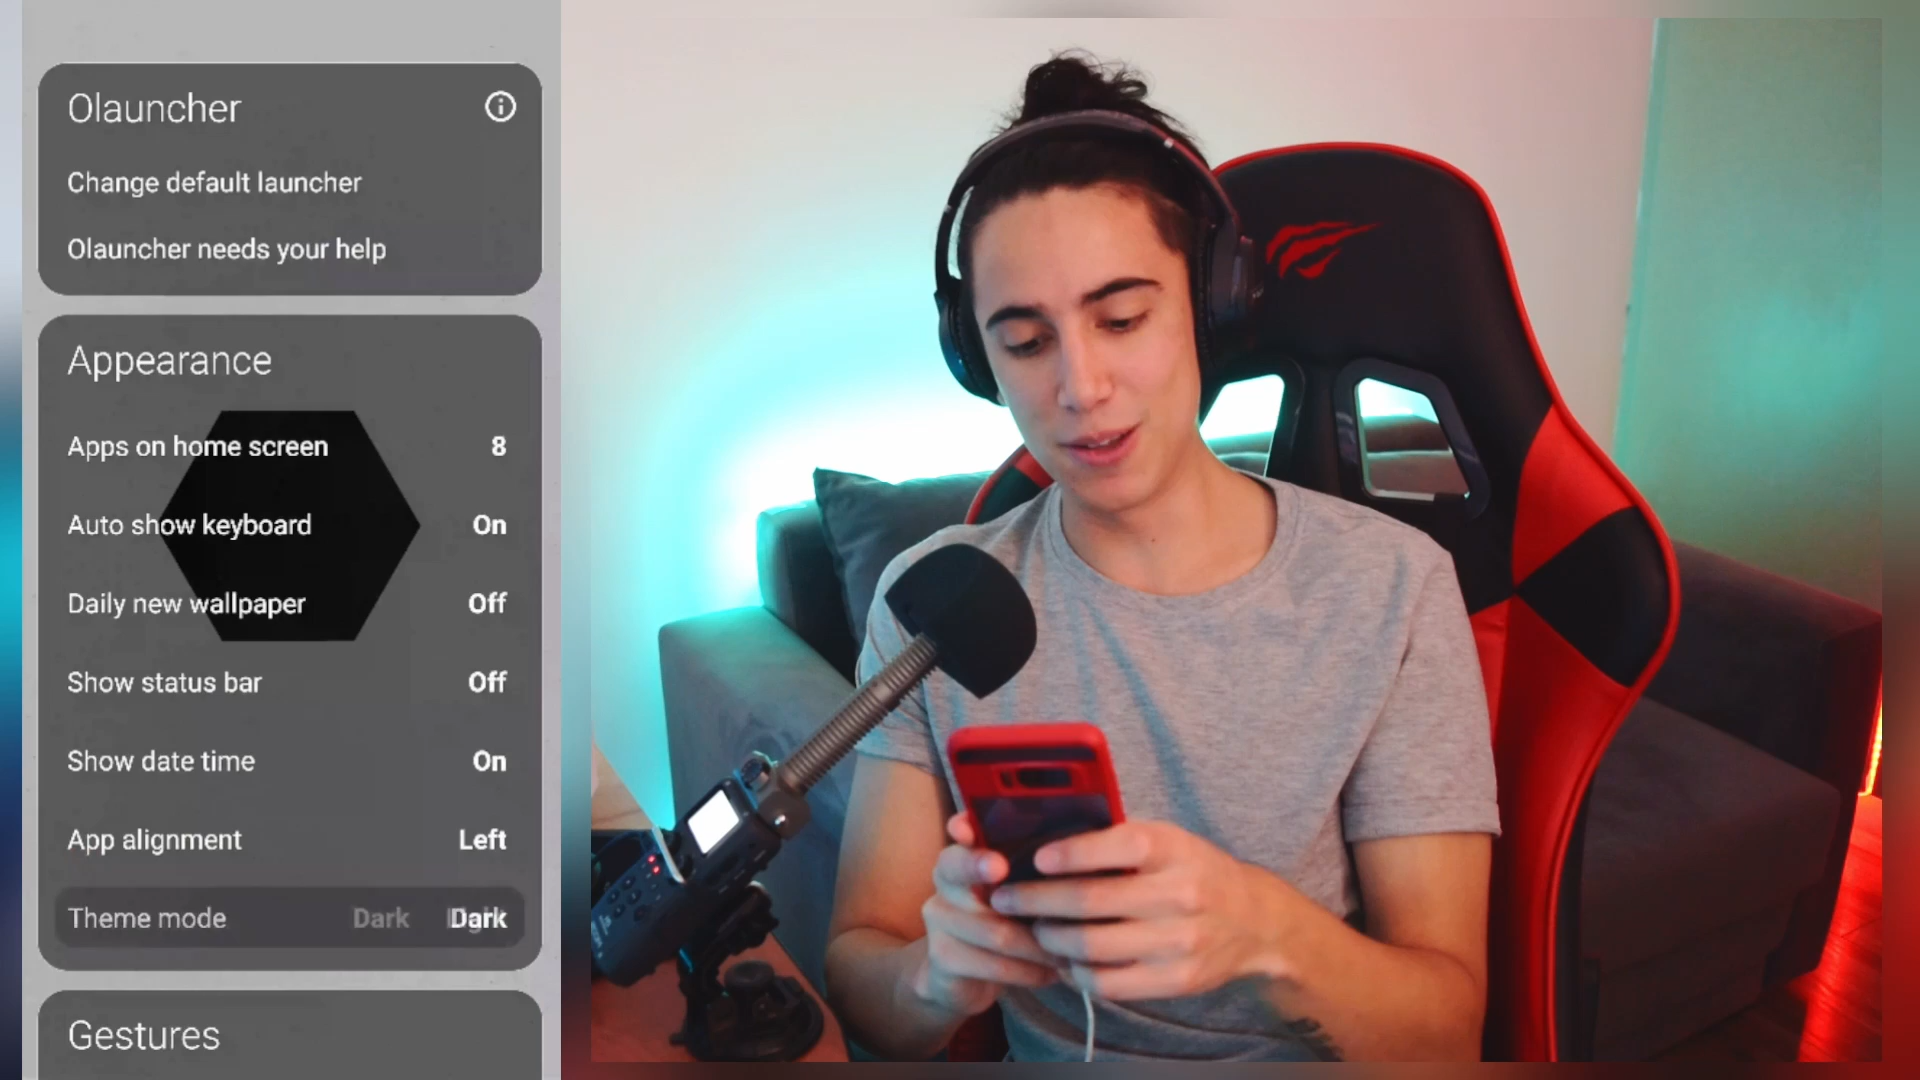 Olauncher
Change default launcher
Olauncher needs your help
Appearance
Apps on home screen 8
Auto show keyboard On
Daily new wallpaper Off
Show status bar Off
Show date time On
App alignment Left
Theme mode Dark Dark
Gestures